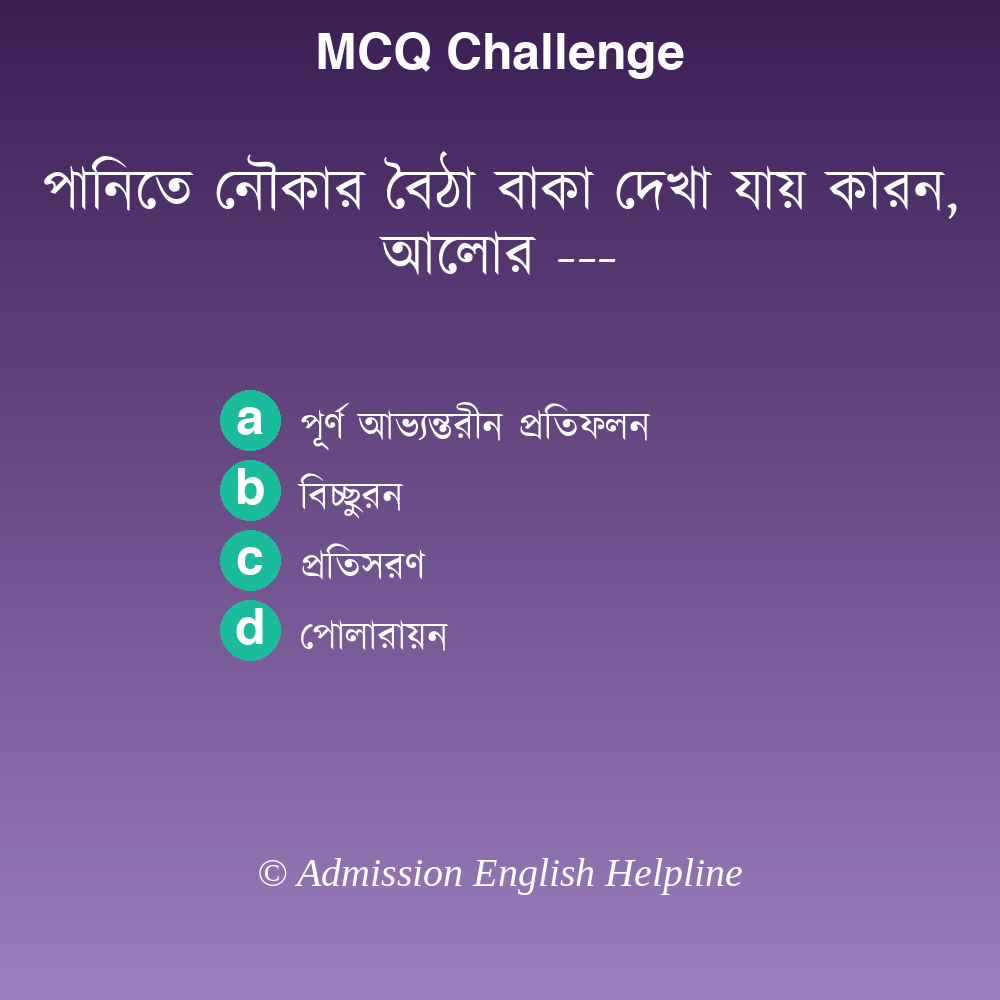 MCQ Challenge
পানিতে নৌকার বৈঠা বাকা দেখা যায় কারন,
আলোর ---
a পূর্ণ আভ্যন্তরীন প্রতিফলন
b বিচ্ছুরন
c প্রতিসরণ
d পোলারায়ন
© Admission English Helpline